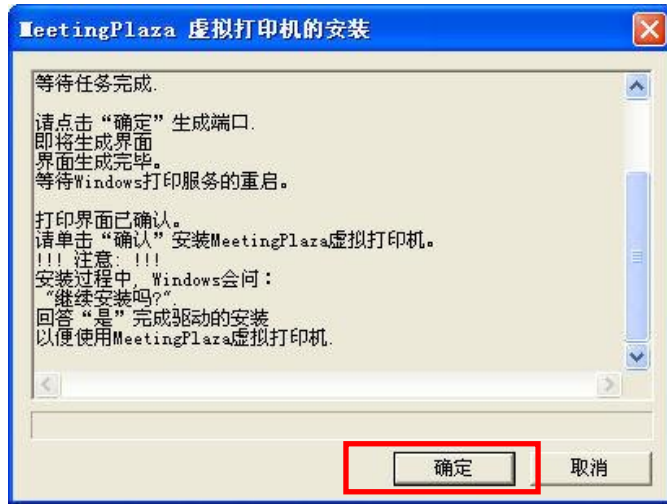 MeetingPlaza 虚拟打印机的安装
等待任务完成.
请点击“确定”生成端口.
即将生成界面
界面生成完毕。
等待Windows打印服务的重启。
打印界面已确认。
请单击“确认”安装MeetingPlaza虚拟打印机。
!!! 注意: !!!
安装过程中, Windows会问：
“继续安装吗?”.
回答“是”完成驱动的安装
以便使用MeetingPlaza虚拟打印机.
确定
取消